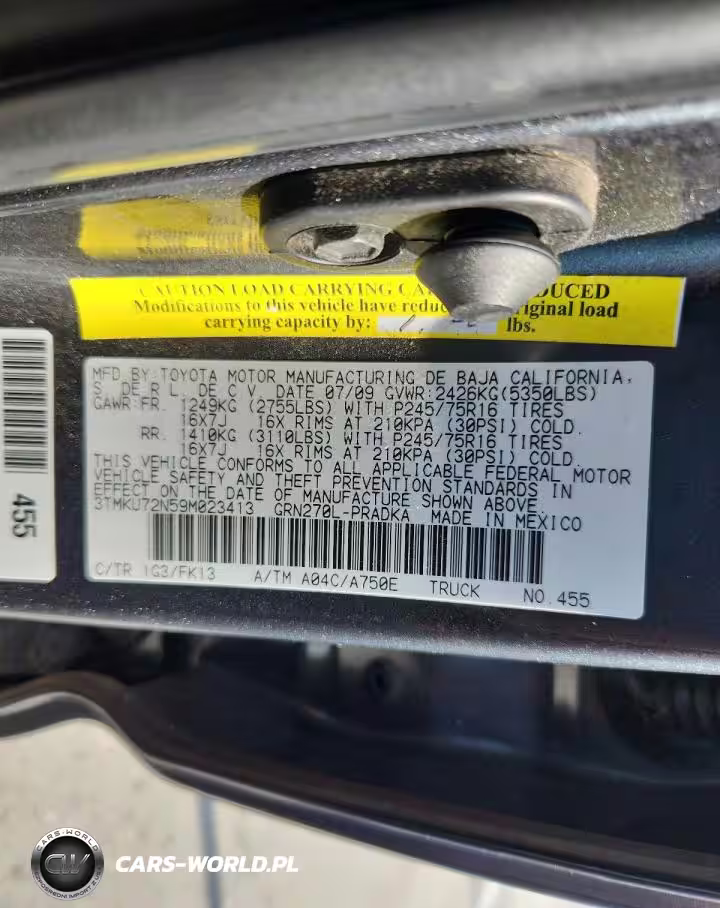 CAUTION LOAD CARRYING CA DUCED
Modifications to this vehicle have reduc iginal load
carrying capacity by: lbs.
MFD BY:TOYOTA MOTOR MANUFACTURING DE BAJA CALIFORNIA,
S DE R L. DE C V. DATE 07/09 GVWR:2426KG(5350LBS)
GAWR:FR. 1249KG (2755LBS) WITH P245/75R16 TIRES
16X7J 16X RIMS AT 210KPA (30PSI) COLD.
RR. 1410KG (3110LBS) WITH P245/75R16 TIRES
16X7J 16X RIMS AT 210KPA (30PSI) COLD.
THIS VEHICLE CONFORMS TO ALL APPLICABLE FEDERAL MOTOR
VEHICLE SAFETY AND THEFT PREVENTION STANDARDS IN
EFFECT ON THE DATE OF MANUFACTURE SHOWN ABOVE.
3TMKU72N59M023413 GRN270L-PRADKA MADE IN MEXICO
C/TR 1G3/FK13 A/TM A04C/A750E TRUCK NO.455
455
CARS-WORLD
CW
CARS-WORLD.PL